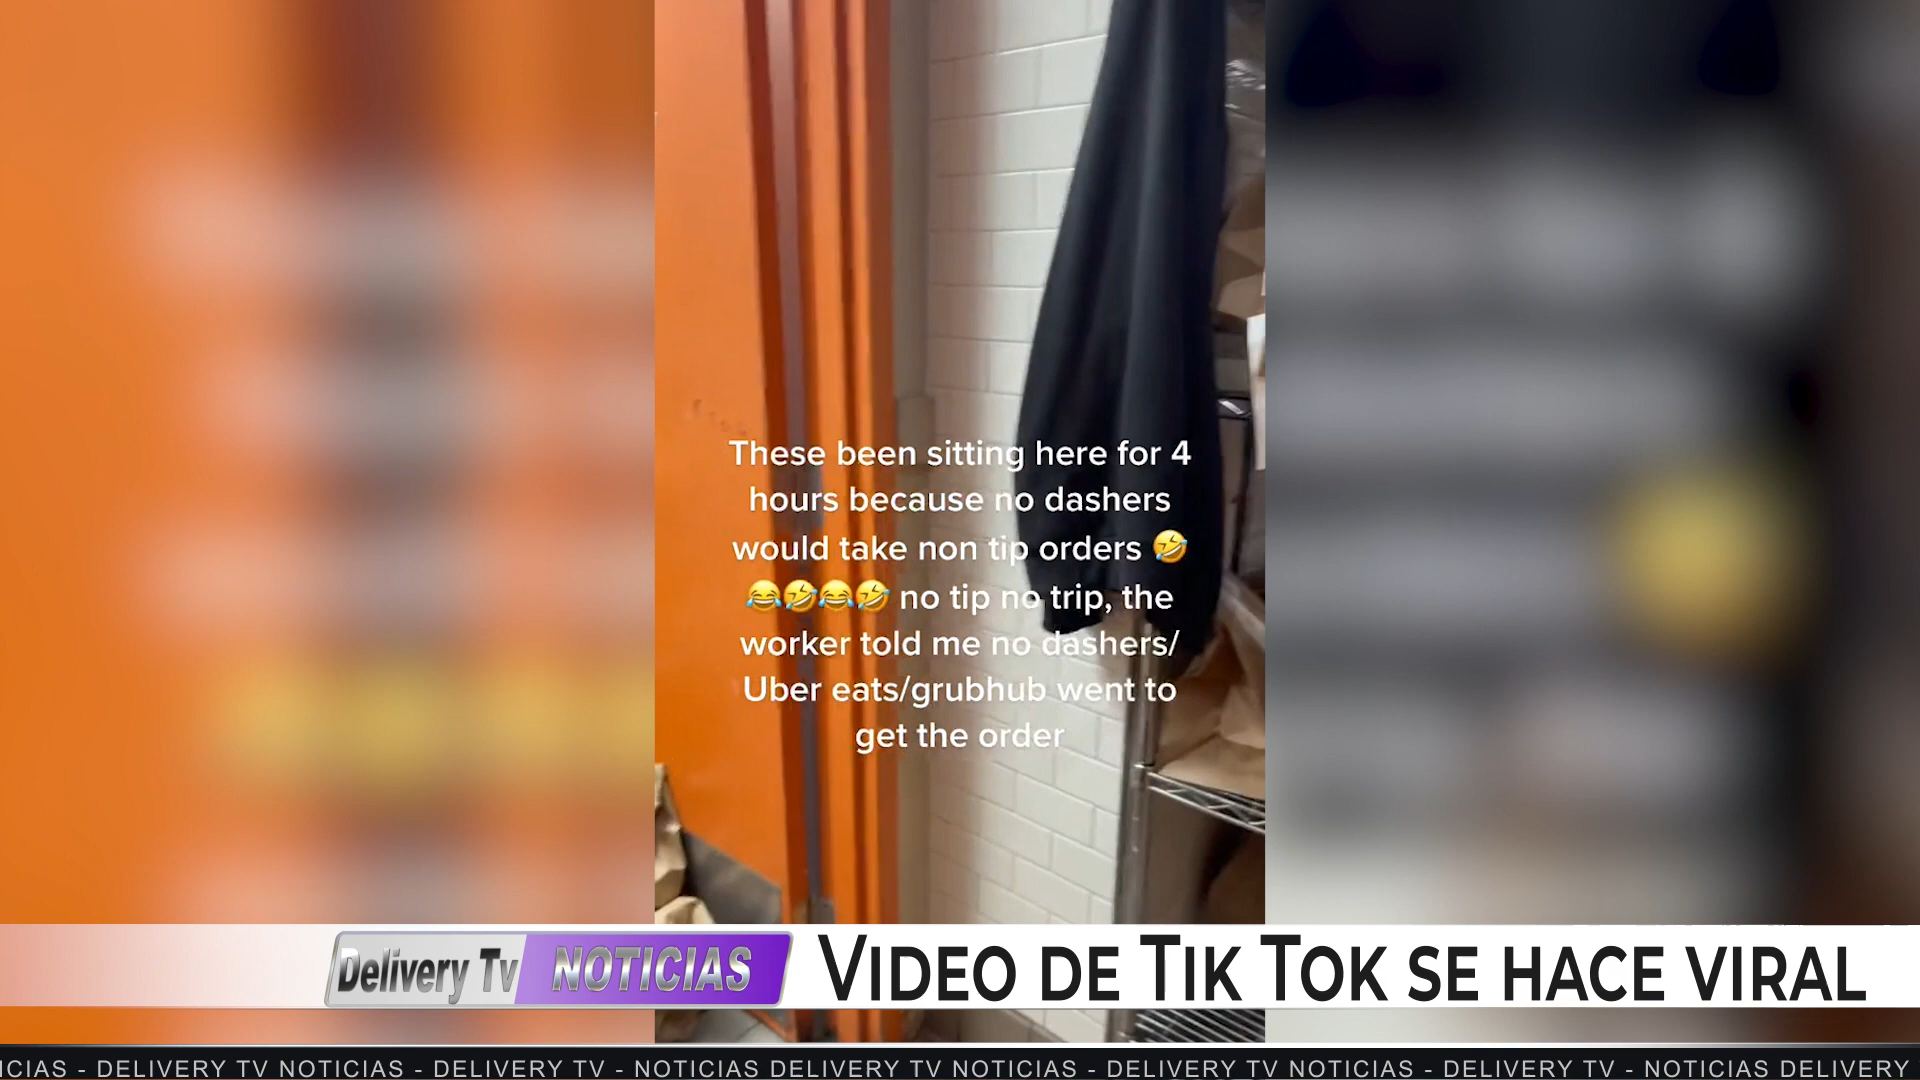 These been sitting here for 4
hours because no dashers
would take non tip orders 🤣
😂🤣😂🤣 no tip no trip, the
worker told me no dashers/
Uber eats/grubhub went to
get the order
Delivery Tv NOTICIAS VIDEO DE TIK TOK SE HACE VIRAL
ICIAS - DELIVERY TV NOTICIAS - DELIVERY TV - NOTICIAS DELIVERY TV NOTICIAS - DELIVERY TV - NOTICIAS DELIVERY